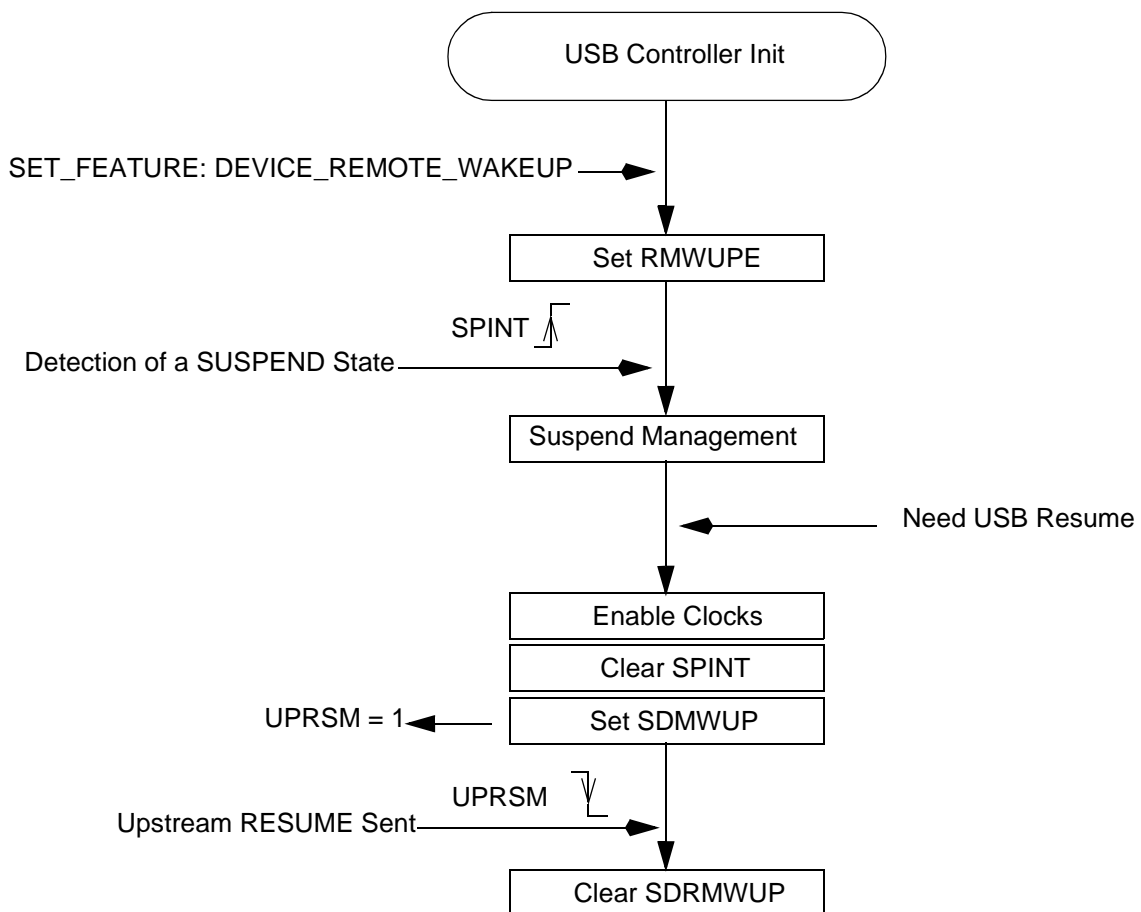 USB Controller Init
SET_FEATURE: DEVICE_REMOTE_WAKEUP
Set RMWUPE
SPINT
Detection of a SUSPEND State
Suspend Management
Need USB Resume
Enable Clocks
Clear SPINT
UPRSM = 1
Set SDMWUP
UPRSM
Upstream RESUME Sent
Clear SDRMWUP